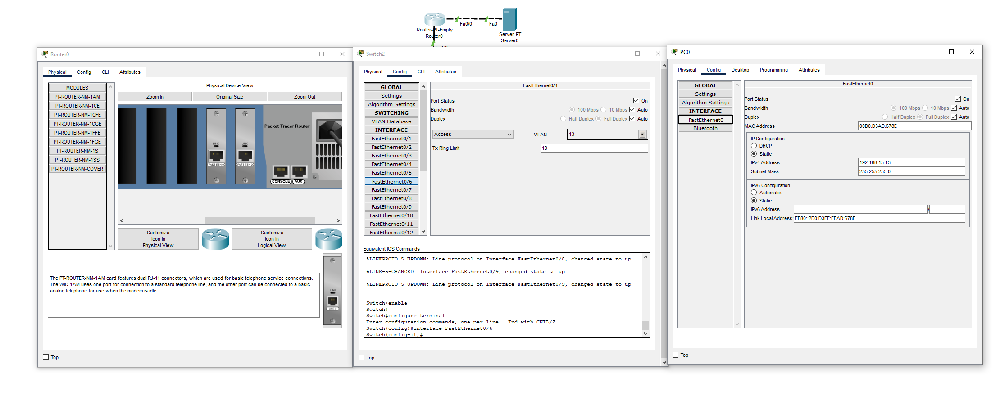 Fa0/0
Fa0
Router-PT-Empty
Router0
Server-PT
Server0
Router0
Physical
Config
CLI
Attributes
MODULES
PT-ROUTER-NM-1AM
PT-ROUTER-NM-1CE
PT-ROUTER-NM-1CFE
PT-ROUTER-NM-1CGE
PT-ROUTER-NM-1FFE
PT-ROUTER-NM-1FGE
PT-ROUTER-NM-1S
PT-ROUTER-NM-1SS
PT-ROUTER-NM-COVER
Physical Device View
Zoom In
Original Size
Zoom Out
Packet Tracer Router
LINK
LINK
FAST ETH 0
FAST ETH 0
CONSOLE
AUX
Customize
Icon in
Physical View
Customize
Icon in
Logical View
The PT-ROUTER-NM-1AM card features dual RJ-11 connectors, which are used for basic telephone service connections.
The WIC-1AM uses one port for connection to a standard telephone line, and the other port can be connected to a basic
analog telephone for use when the modem is idle.
LINK
LINE 0
Top
Switch2
Physical
Config
CLI
Attributes
GLOBAL
Settings
Algorithm Settings
SWITCHING
VLAN Database
INTERFACE
FastEthernet0/1
FastEthernet0/2
FastEthernet0/3
FastEthernet0/4
FastEthernet0/5
FastEthernet0/6
FastEthernet0/7
FastEthernet0/8
FastEthernet0/9
FastEthernet0/10
FastEthernet0/11
FastEthernet0/12
FastEthernet0/6
Port Status On
Bandwidth 100 Mbps 10 Mbps Auto
Duplex Half Duplex Full Duplex Auto
Access VLAN 13
Tx Ring Limit 10
Equivalent IOS Commands
%LINEPROTO-5-UPDOWN: Line protocol on Interface FastEthernet0/8, changed state to up
%LINK-5-CHANGED: Interface FastEthernet0/9, changed state to up
%LINEPROTO-5-UPDOWN: Line protocol on Interface FastEthernet0/9, changed state to up
Switch>enable
Switch#
Switch#configure terminal
Enter configuration commands, one per line.  End with CNTL/Z.
Switch(config)#interface FastEthernet0/6
Switch(config-if)#
Top
PC0
Physical
Config
Desktop
Programming
Attributes
GLOBAL
Settings
Algorithm Settings
INTERFACE
FastEthernet0
Bluetooth
FastEthernet0
Port Status On
Bandwidth 100 Mbps 10 Mbps Auto
Duplex Half Duplex Full Duplex Auto
MAC Address 00D0.D3AD.678E
IP Configuration
DHCP
Static
IPv4 Address 192.168.15.13
Subnet Mask 255.255.255.0
IPv6 Configuration
Automatic
Static
IPv6 Address /
Link Local Address: FE80::2D0:D3FF:FEAD:678E
Top